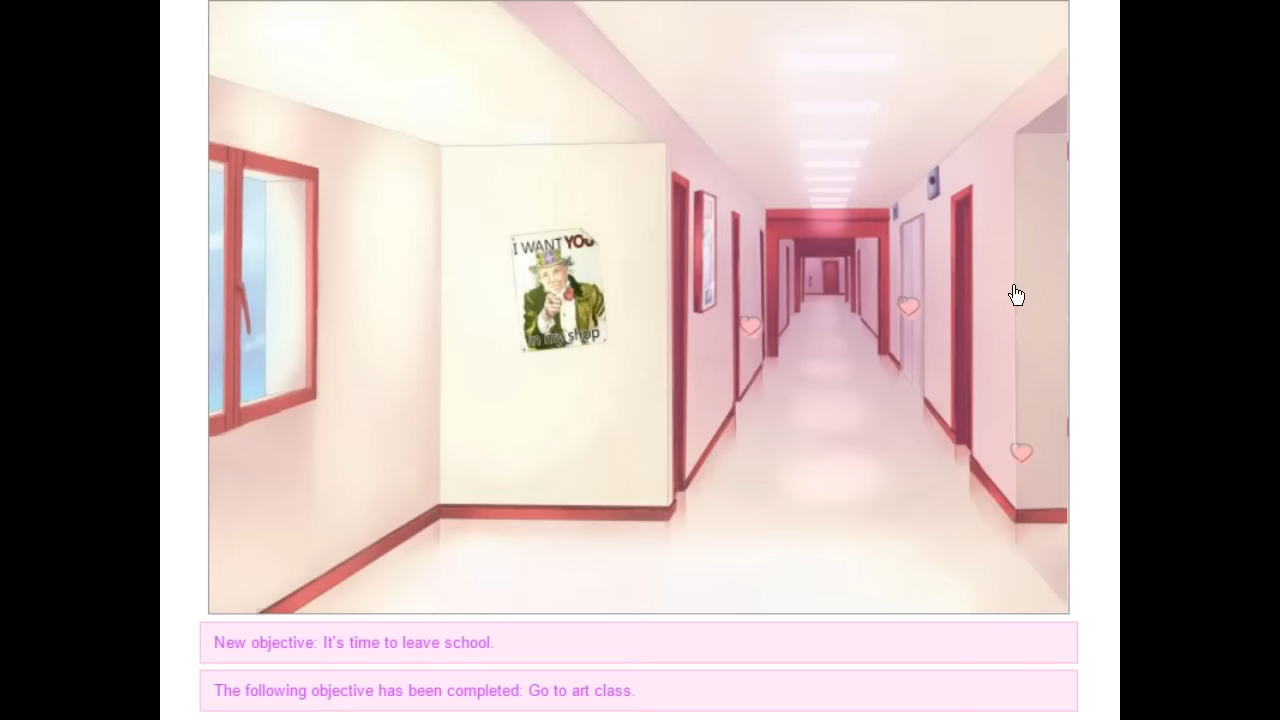 I WANT YOU
in my shop
New objective: It's time to leave school.
The following objective has been completed: Go to art class.